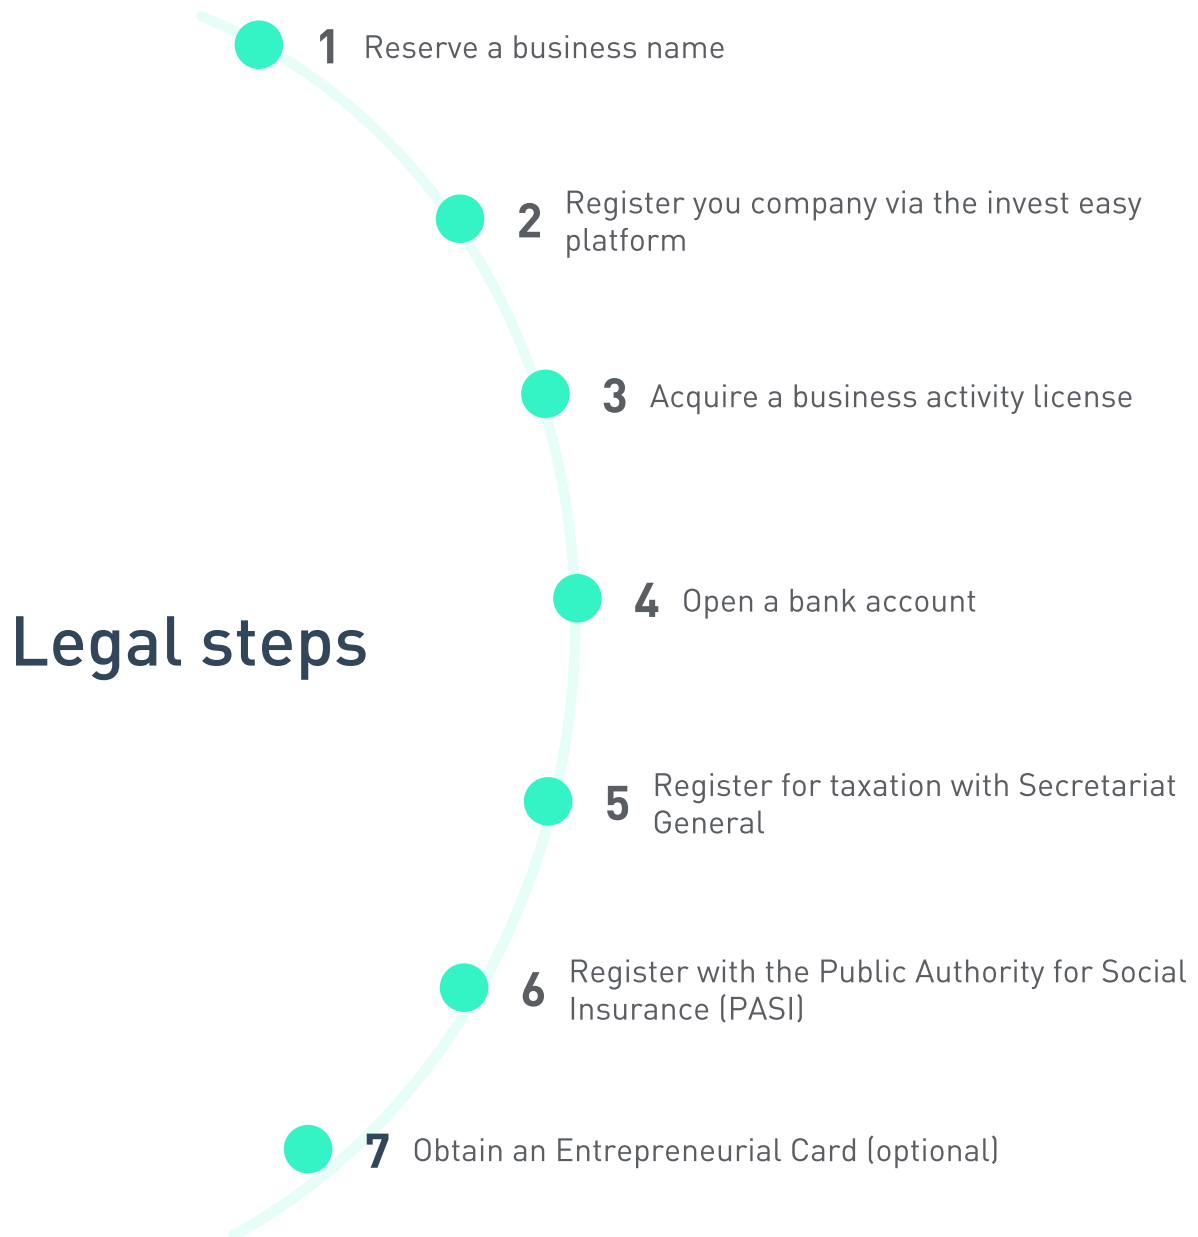 1 Reserve a business name
2 Register you company via the invest easy
platform
3 Acquire a business activity license
4 Open a bank account
Legal steps
5 Register for taxation with Secretariat
General
6 Register with the Public Authority for Social
Insurance (PASI)
7 Obtain an Entrepreneurial Card (optional)